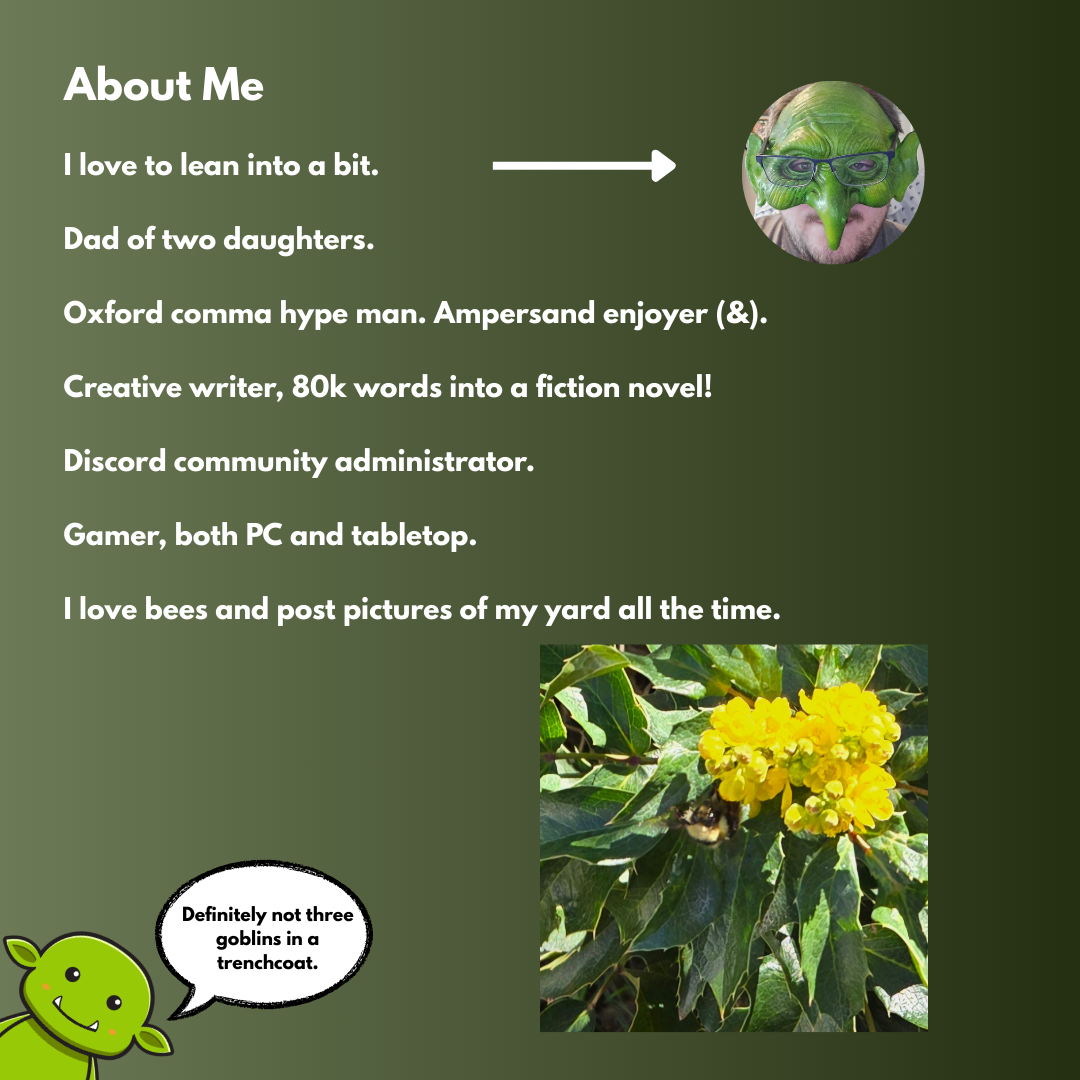 About Me
I love to lean into a bit.
Dad of two daughters.
Oxford comma hype man. Ampersand enjoyer (&).
Creative writer, 80k words into a fiction novel!
Discord community administrator.
Gamer, both PC and tabletop.
I love bees and post pictures of my yard all the time.
Definitely not three
goblins in a
trenchcoat.